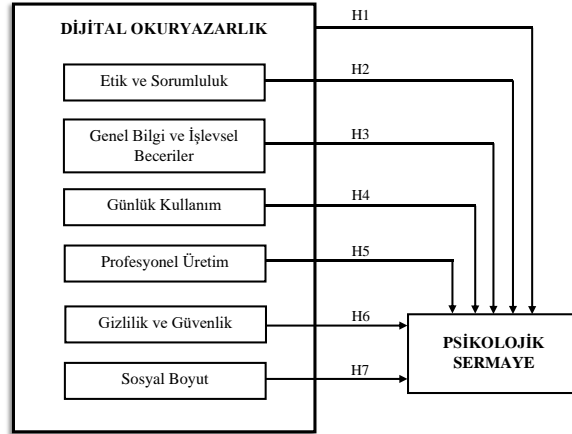 DİJİTAL OKURYAZARLIK
H1
Etik ve Sorumluluk
H2
Genel Bilgi ve İşlevsel
Beceriler
H3
Günlük Kullanım
H4
Profesyonel Üretim
H5
Gizlilik ve Güvenlik
H6
Sosyal Boyut
H7
PSİKOLOJİK
SERMAYE